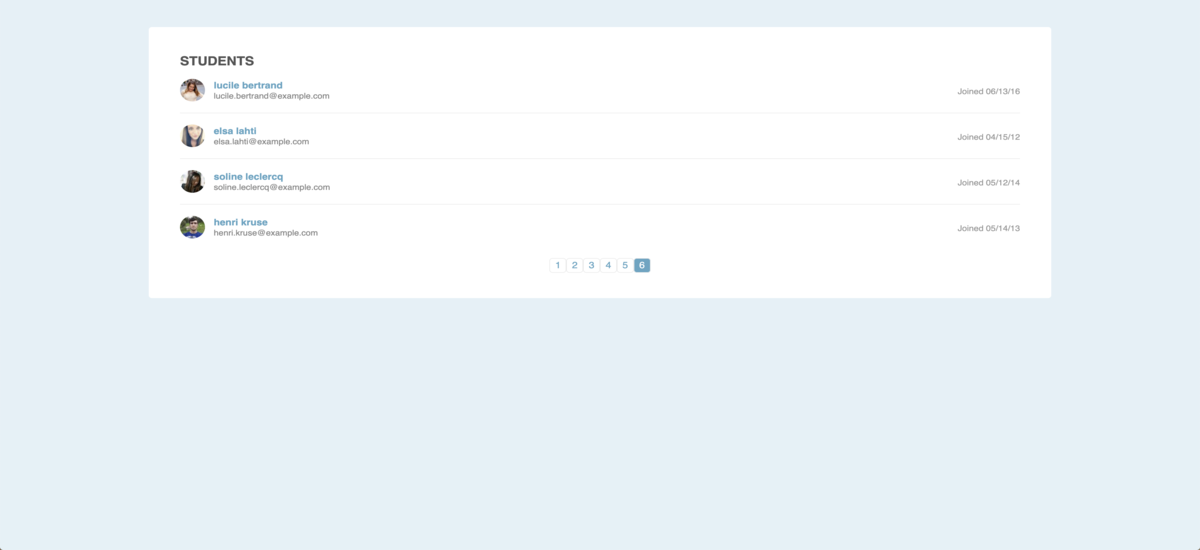 STUDENTS
lucile bertrand
lucile.bertrand@example.com
Joined 06/13/16
elsa lahti
elsa.lahti@example.com
Joined 04/15/12
soline leclercq
soline.leclercq@example.com
Joined 05/12/14
henri kruse
henri.kruse@example.com
Joined 05/14/13
1 2 3 4 5 6